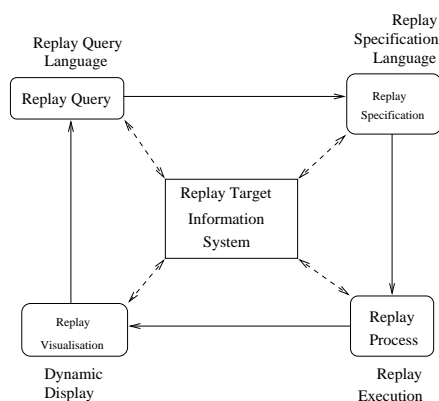 Replay Query
Language
Replay
Specification
Language
Replay Query
Replay
Specification
Replay Target
Information
System
Replay
Visualisation
Replay
Process
Dynamic
Display
Replay
Execution